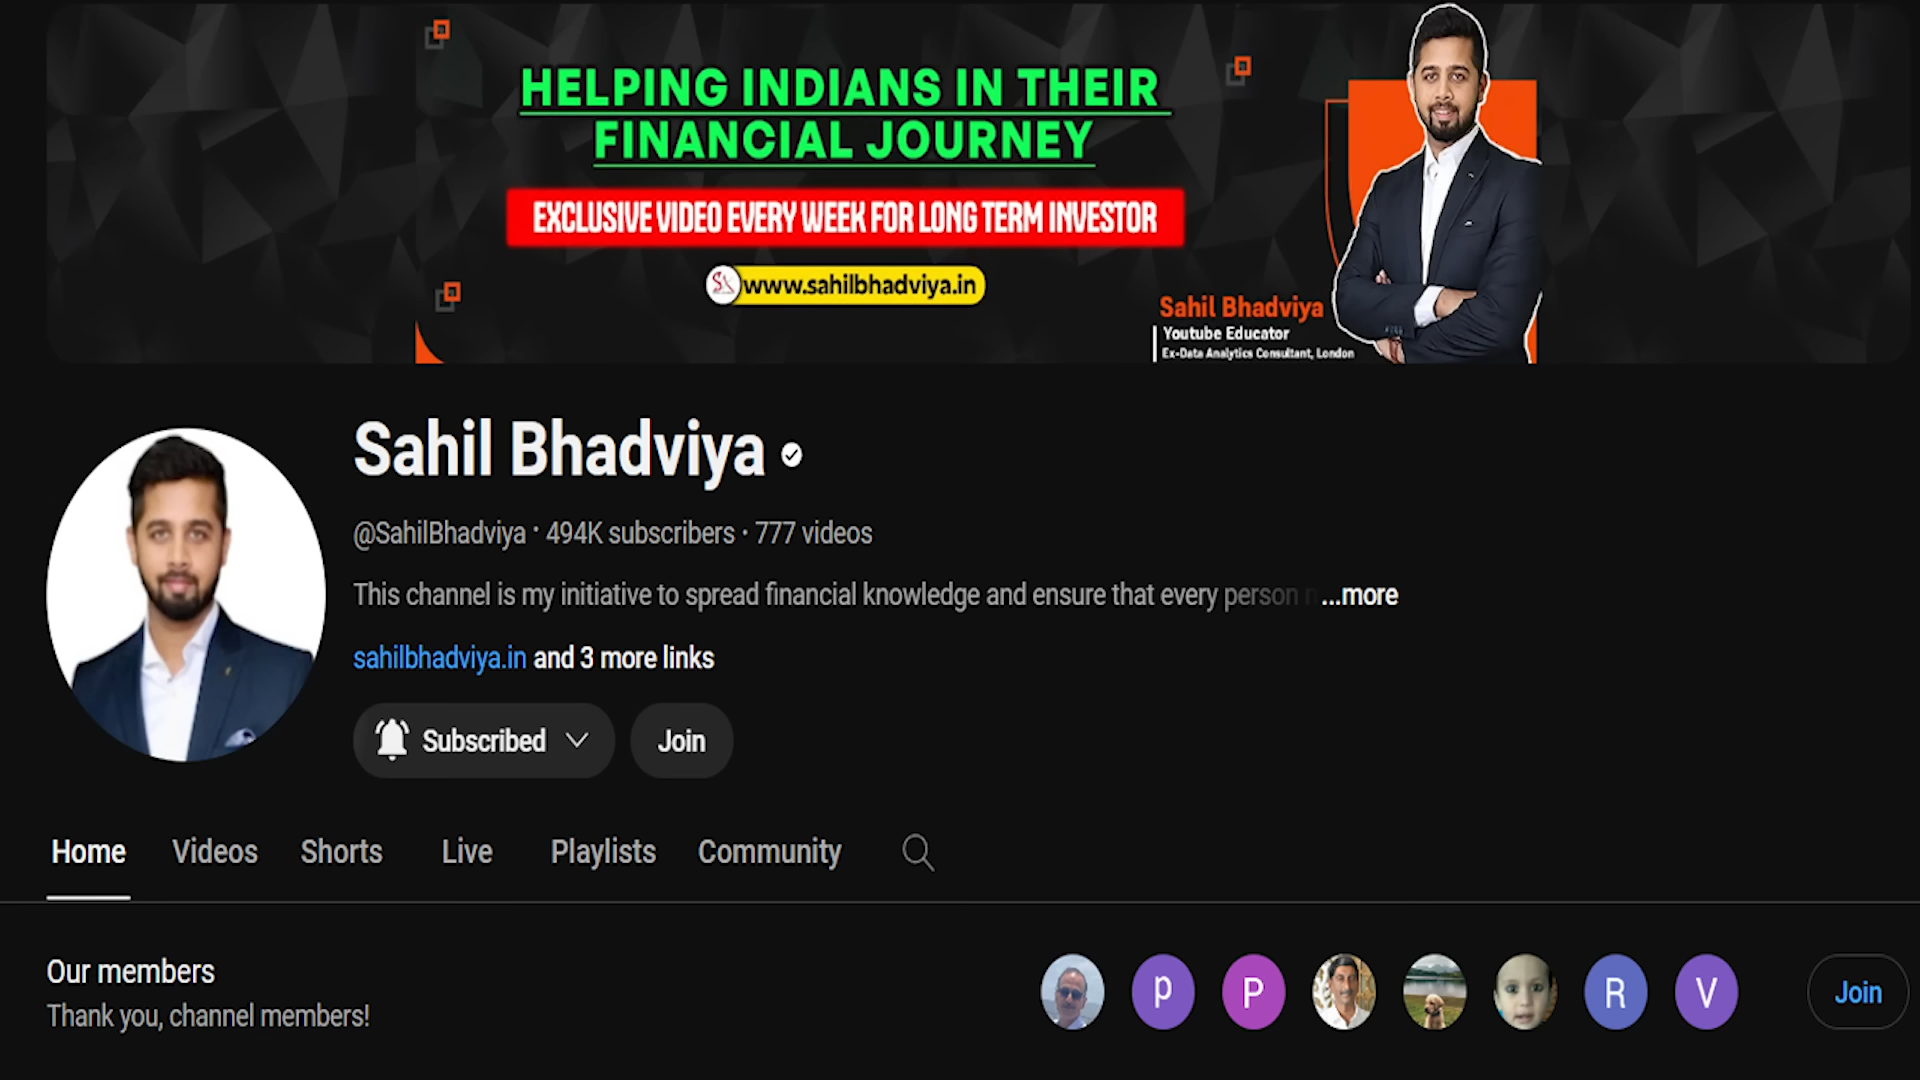 HELPING INDIANS IN THEIR
FINANCIAL JOURNEY
EXCLUSIVE VIDEO EVERY WEEK FOR LONG TERM INVESTOR
www.sahilbhadviya.in
Sahil Bhadviya
Youtube Educator
Ex-Data Analytics Consultant, London
Sahil Bhadviya
@SahilBhadviya · 494K subscribers · 777 videos
This channel is my initiative to spread financial knowledge and ensure that every person ...more
sahilbhadviya.in and 3 more links
Subscribed Join
Home Videos Shorts Live Playlists Community
Our members
Thank you, channel members!
p P R V Join